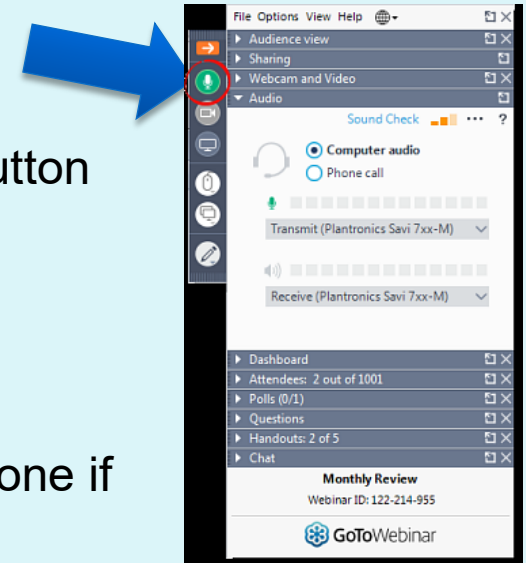 File Options View Help
Audience view
Sharing
Webcam and Video
Audio
Sound Check ?
Computer audio
Phone call
Transmit (Plantronics Savi 7xx-M)
Receive (Plantronics Savi 7xx-M)
Dashboard
Attendees: 2 out of 1001
Polls (0/1)
Questions
Handouts: 2 of 5
Chat
Monthly Review
Webinar ID: 122-214-955
GoToWebinar
utton
one if